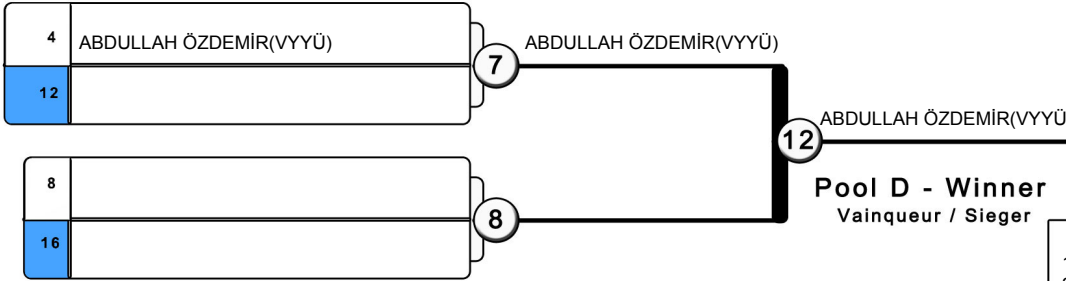 4 ABDULLAH ÖZDEMİR(VYYÜ)
12
7 ABDULLAH ÖZDEMİR(VYYÜ)
8
16
8
12 ABDULLAH ÖZDEMİR(VYYÜ
Pool D - Winner
Vainqueur / Sieger